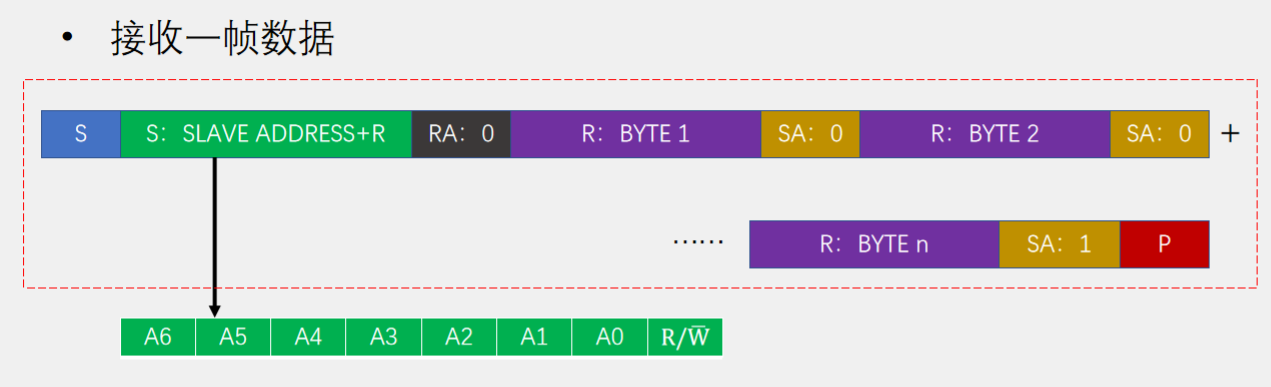 • 接收一帧数据
S S：SLAVE ADDRESS+R RA：0 R：BYTE 1 SA：0 R：BYTE 2 SA：0 +
…… R：BYTE n SA：1 P
A6 A5 A4 A3 A2 A1 A0 R/W̅